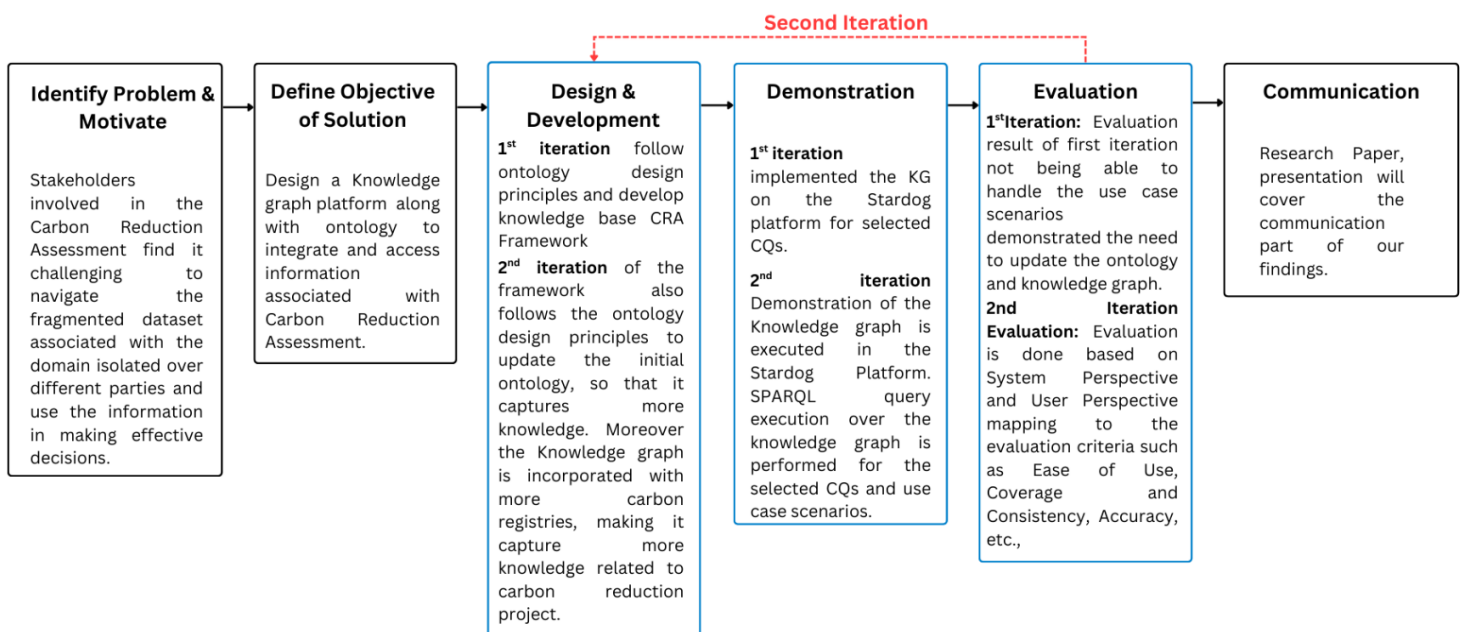 Second Iteration
Identify Problem &
Motivate
Stakeholders
involved in the
Carbon Reduction
Assessment find it
challenging to
navigate the
fragmented dataset
associated with the
domain isolated over
different parties and
use the information
in making effective
decisions.
Define Objective
of Solution
Design a Knowledge
graph platform along
with ontology to
integrate and access
information
associated with
Carbon Reduction
Assessment.
Design &
Development
1st iteration follow
ontology design
principles and develop
knowledge base CRA
Framework
2nd iteration of the
framework also
follows the ontology
design principles to
update the initial
ontology, so that it
captures more
knowledge. Moreover
the Knowledge graph
is incorporated with
more carbon
registries, making it
capture more
knowledge related to
carbon reduction
project.
Demonstration
1st iteration
implemented the KG
on the Stardog
platform for selected
CQs.
2nd iteration
Demonstration of the
Knowledge graph is
executed in the
Stardog Platform.
SPARQL query
execution over the
knowledge graph is
performed for the
selected CQs and use
case scenarios.
Evaluation
1stIteration: Evaluation
result of first iteration
not being able to
handle the use case
scenarios
demonstrated the need
to update the ontology
and knowledge graph.
2nd Iteration
Evaluation: Evaluation
is done based on
System Perspective
and User Perspective
mapping to the
evaluation criteria such
as Ease of Use,
Coverage and
Consistency, Accuracy,
etc.,
Communication
Research Paper,
presentation will
cover the
communication
part of our
findings.